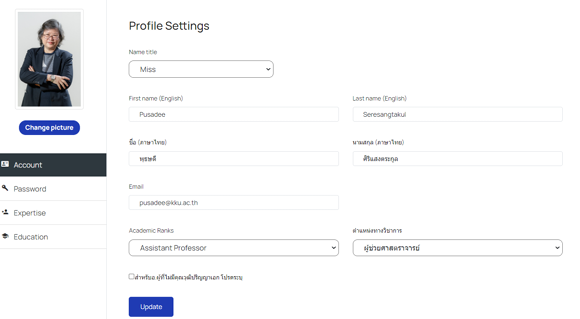 Profile Settings
Name title
Miss
Change picture
First name (English)
Last name (English)
Pusadee
Seresangtakul
Account
ชื่อ (ภาษาไทย)
นามสกุล (ภาษาไทย)
พุธษดี
ศิริแสงตระกูล
Password
Email
Expertise
pusadee@kku.ac.th
Academic Ranks
ตำแหน่งทางวิชาการ
Education
Assistant Professor
ผู้ช่วยศาสตราจารย์
สำหรับอ.ผู้ที่ไม่มีคุณวุฒิปริญญาเอก โปรดระบุ
Update